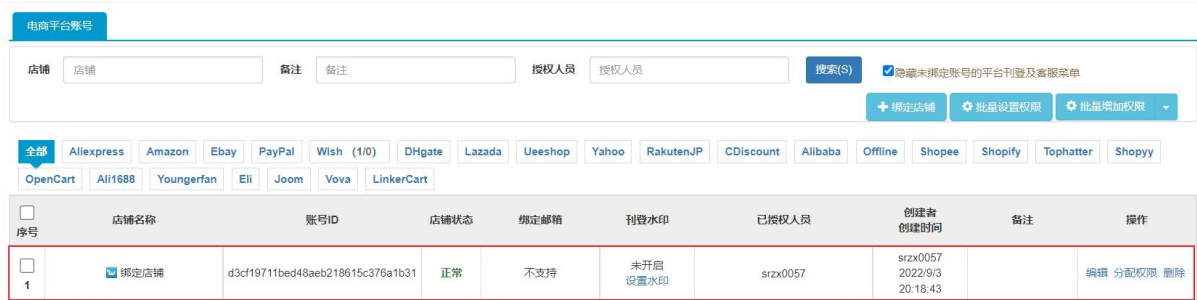 电商平台账号
店铺 店铺 备注 备注 授权人员 授权人员 搜索(S) 隐藏未绑定账号的平台刊登及客服菜单
绑定店铺 批量设置权限 批量增加权限
全部 Aliexpress Amazon Ebay PayPal Wish (1/0) DHgate Lazada Ueeshop Yahoo RakutenJP CDiscount Alibaba Offline Shopee Shopify Tophatter Shopyy
OpenCart Ali1688 Youngerfan Eli Joom Vova LinkerCart
序号 店铺名称 账号ID 店铺状态 绑定邮箱 刊登水印 已授权人员 创建者 备注 操作
创建时间
1 绑定店铺 d3cf19711bed48aeb218615c376a1b31 正常 不支持 未开启 srzx0057 srzx0057 编辑 分配权限 删除
设置水印 2022/9/3
20:18:43